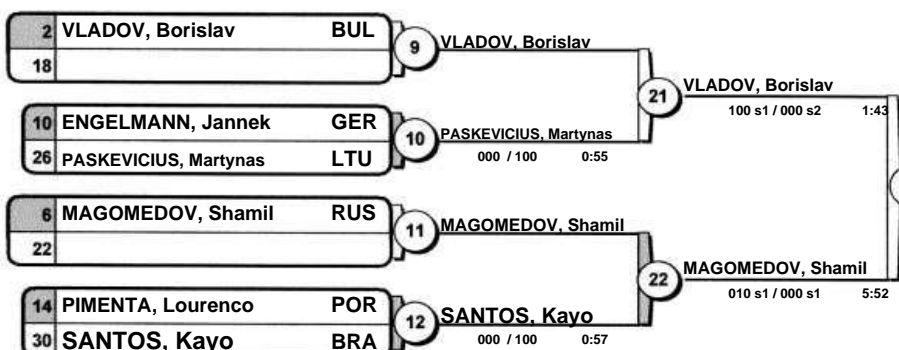 2 VLADOV, Borislav BUL
18
9 VLADOV, Borislav
21 VLADOV, Borislav
100 s1 / 000 s2 1:43
10 ENGELMANN, Jannek GER
26 PASKEVICIUS, Martynas LTU
10 PASKEVICIUS, Martynas
000 / 100 0:55
6 MAGOMEDOV, Shamil RUS
22
11 MAGOMEDOV, Shamil
22 MAGOMEDOV, Shamil
010 s1 / 000 s1 5:52
14 PIMENTA, Lourenco POR
30 SANTOS, Kayo BRA
12 SANTOS, Kayo
000 / 100 0:57